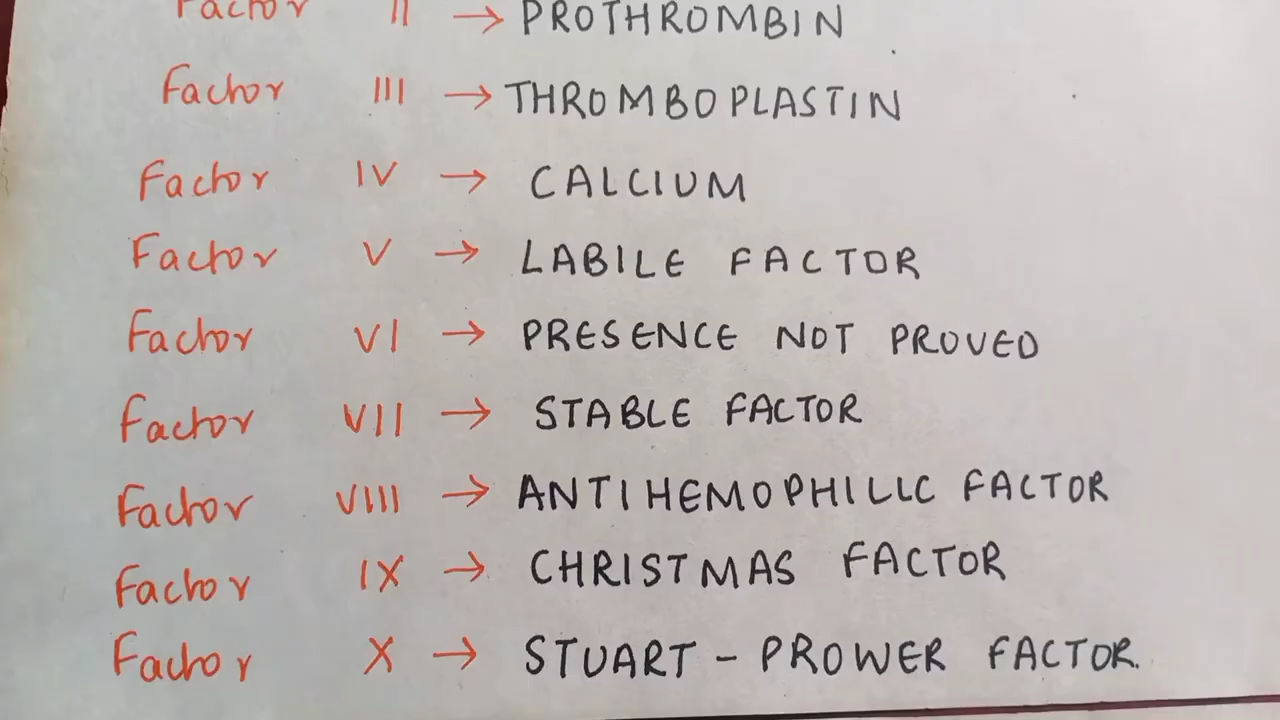 Factor II → PROTHROMBIN
Factor III → THROMBOPLASTIN
Factor IV → CALCIUM
Factor V → LABILE FACTOR
Factor VI → PRESENCE NOT PROVED
Factor VII → STABLE FACTOR
Factor VIII → ANTIHEMOPHILIC FACTOR
Factor IX → CHRISTMAS FACTOR
Factor X → STUART - PROWER FACTOR.